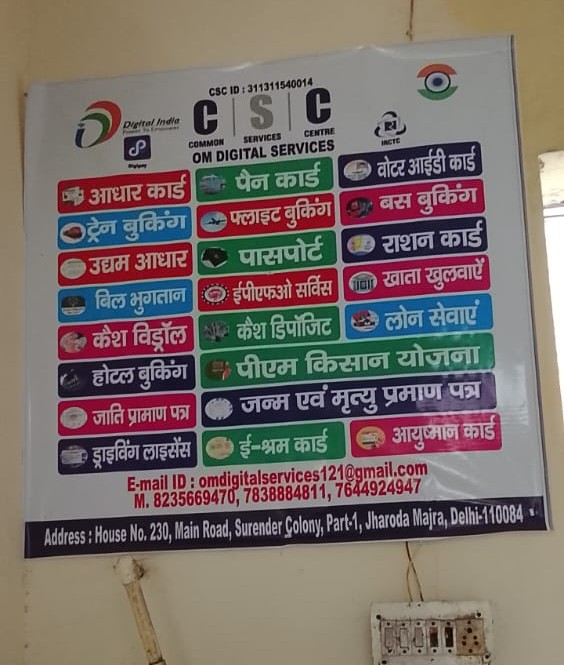 CSC ID : 311311540014
Digital India
Power To Empower
Digipay
C S C
COMMON SERVICES CENTRE
OM DIGITAL SERVICES
आधार कार्ड
पैन कार्ड
वोटर आईडी कार्ड
ट्रेन बुकिंग
फ्लाइट बुकिंग
बस बुकिंग
उद्यम आधार
पासपोर्ट
राशन कार्ड
बिल भुगतान
ईपीएफओ सर्विस
खाता खुलवाऐं
कैश विड्रॉल
कैश डिपॉजिट
लोन सेवाएं
होटल बुकिंग
पीएम किसान योजना
जाति प्रामाण पत्र
जन्म एवं मृत्यु प्रमाण पत्र
ड्राइविंग लाइसेंस
ई-श्रम कार्ड
आयुष्मान कार्ड
E-mail ID : omdigitalservices121@gmail.com
M. 8235669470, 7838884811, 7644924947
Address : House No. 230, Main Road, Surender Colony, Part-1, Jharoda Majra, Delhi-110084